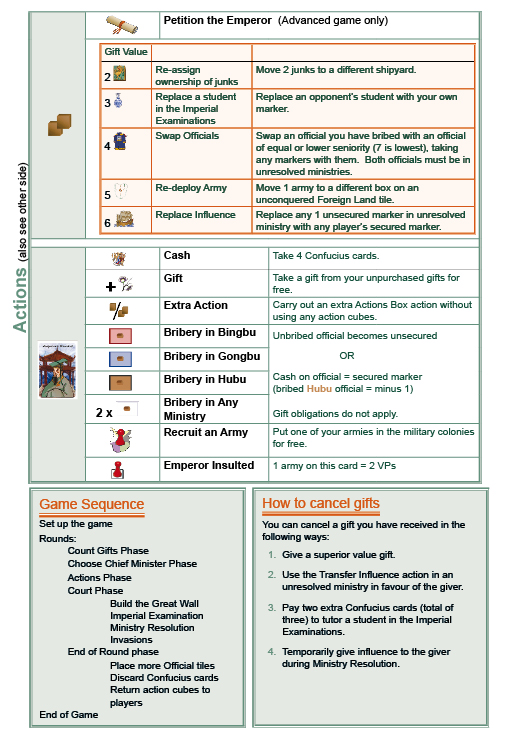 Petition the Emperor (Advanced game only)
Gift Value
2
Re-assign
ownership of junks
Move 2 junks to a different shipyard.
3
Replace a student
in the Imperial
Examinations
Replace an opponent's student with your own
marker.
4
Swap Officials
Swap an official you have bribed with an official
of equal or lower seniority (7 is lowest), taking
any markers with them. Both officials must be in
unresolved ministries.
5
Re-deploy Army
Move 1 army to a different box on an
unconquered Foreign Land tile.
6
Replace Influence
Replace any 1 unsecured marker in unresolved
ministry with any player's secured marker.
Actions (also see other side)
Cash
Take 4 Confucius cards.
+
Gift
Take a gift from your unpurchased gifts for
free.
/
Extra Action
Carry out an extra Actions Box action without
using any action cubes.
Bribery in Bingbu
Unbribed official becomes unsecured
Bribery in Gongbu
OR
Bribery in Hubu
Cash on official = secured marker
(bribed Hubu official = minus 1)
2 x
Bribery in Any
Ministry
Gift obligations do not apply.
Recruit an Army
Put one of your armies in the military colonies
for free.
Emperor Insulted
1 army on this card = 2 VPs
Game Sequence
Set up the game
Rounds:
Count Gifts Phase
Choose Chief Minister Phase
Actions Phase
Court Phase
Build the Great Wall
Imperial Examination
Ministry Resolution
Invasions
End of Round phase
Place more Official tiles
Discard Confucius cards
Return action cubes to
players
End of Game
How to cancel gifts
You can cancel a gift you have received in the
following ways:
1. Give a superior value gift.
2. Use the Transfer Influence action in an
unresolved ministry in favour of the giver.
3. Pay two extra Confucius cards (total of
three) to tutor a student in the Imperial
Examinations.
4. Temporarily give influence to the giver
during Ministry Resolution.